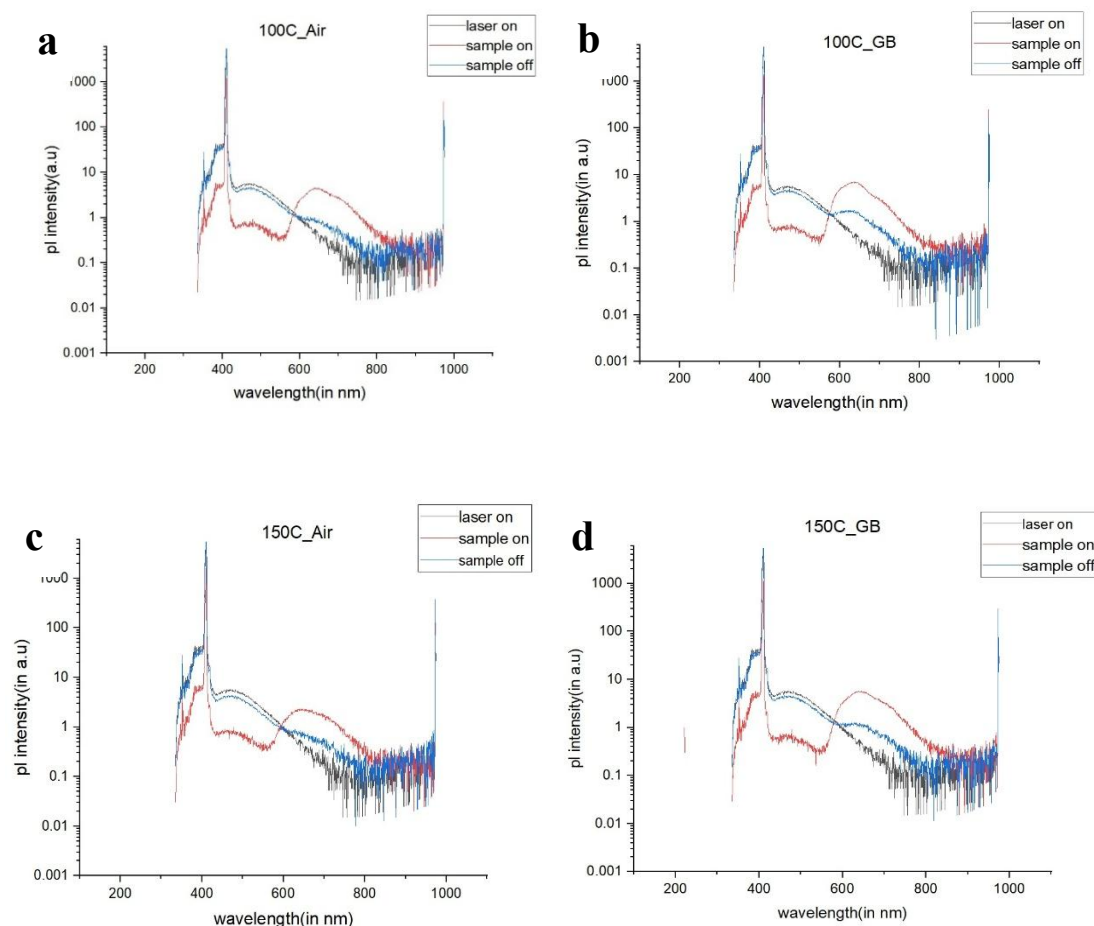 a
100C_Air
laser on
sample on
sample off
pl intensity(a.u)
1000
100
10
1
0.1
0.01
0.001
200
400
600
800
1000
wavelength(in nm)
b
100C_GB
laser on
sample on
sample off
pl intensity(in a.u)
1000
100
10
1
0.1
0.01
0.001
200
400
600
800
1000
wavelength(in nm)
c
150C_Air
laser on
sample on
sample off
pl intensity(in a.u)
1000
100
10
1
0.1
0.01
0.001
200
400
600
800
1000
wavelength(in nm)
d
150C_GB
laser on
sample on
sample off
pl intensity(in a.u)
1000
100
10
1
0.1
0.01
0.001
200
400
600
800
1000
wavelength(in nm)